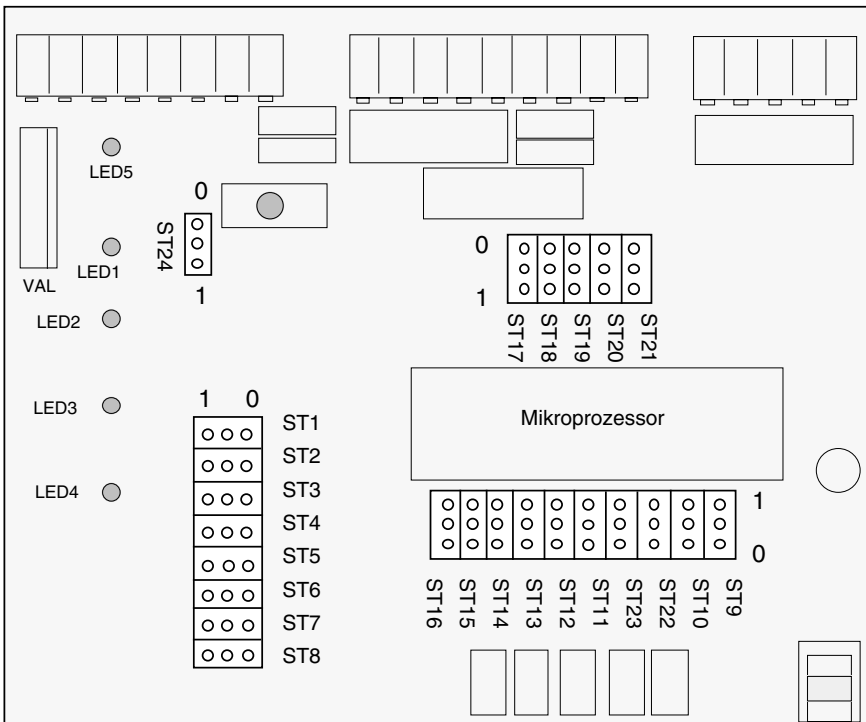 LED5
0
ST24
1
LED1
VAL
LED2
0
1
ST17
ST18
ST19
ST20
ST21
LED3
1 0
ST1
ST2
ST3
ST4
ST5
ST6
ST7
ST8
Mikroprozessor
LED4
1
0
ST16
ST15
ST14
ST13
ST12
ST11
ST23
ST22
ST10
ST9